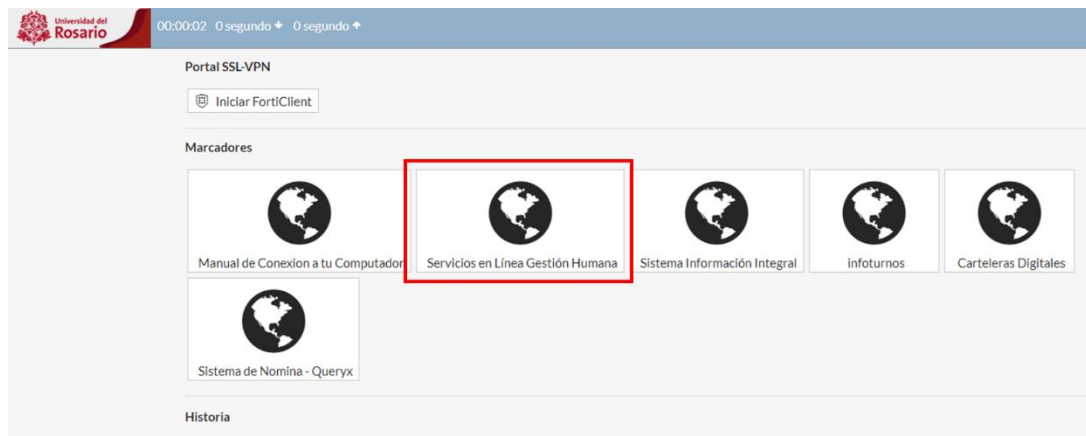 Universidad del
Rosario
00:00:02 0 segundo 0 segundo
Portal SSL-VPN
Iniciar FortiClient
Marcadores
Manual de Conexion a tu Computador
Servicios en Línea Gestión Humana
Sistema Información Integral
infoturnos
Carteleras Digitales
Sistema de Nomina - Queryx
Historia